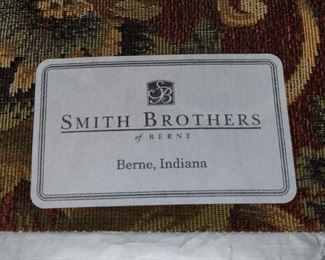 SB
SMITH BROTHERS
of BERNE
Berne, Indiana